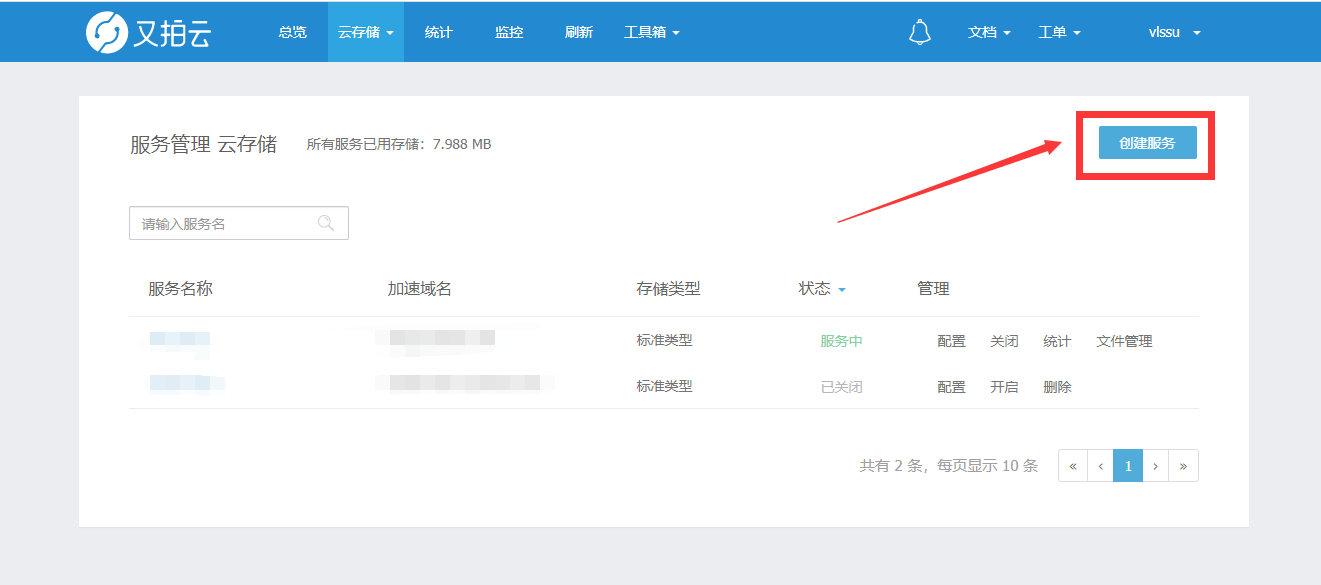 又拍云 总览 云存储 统计 监控 刷新 工具箱 文档 工单 vlssu
服务管理 云存储 所有服务已用存储：7.988 MB 创建服务
请输入服务名
服务名称 加速域名 存储类型 状态 管理
标准类型 服务中 配置 关闭 统计 文件管理
标准类型 已关闭 配置 开启 删除
共有 2 条，每页显示 10 条 « ‹ 1 › »